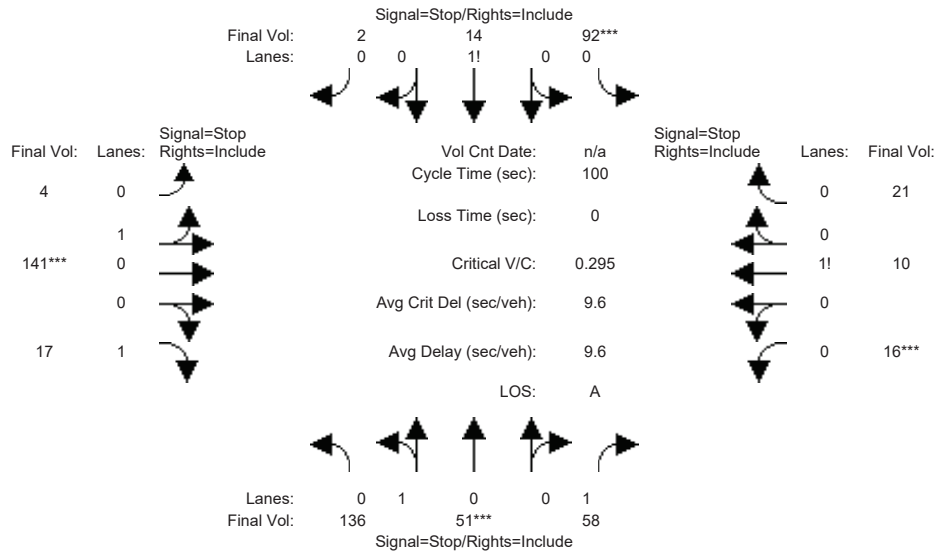 Signal=Stop/Rights=Include
Final Vol: 2 14 92***
Lanes: 0 0 1! 0 0
Signal=Stop
Final Vol: Lanes: Rights=Include
Vol Cnt Date: n/a
Signal=Stop
Rights=Include Lanes: Final Vol:
Cycle Time (sec): 100
4 0
0 21
Loss Time (sec): 0
1
0
141*** 0
Critical V/C: 0.295
1! 10
0
Avg Crit Del (sec/veh): 9.6
0
17 1
Avg Delay (sec/veh): 9.6
0 16***
LOS: A
Lanes: 0 1 0 0 1
Final Vol: 136 51*** 58
Signal=Stop/Rights=Include